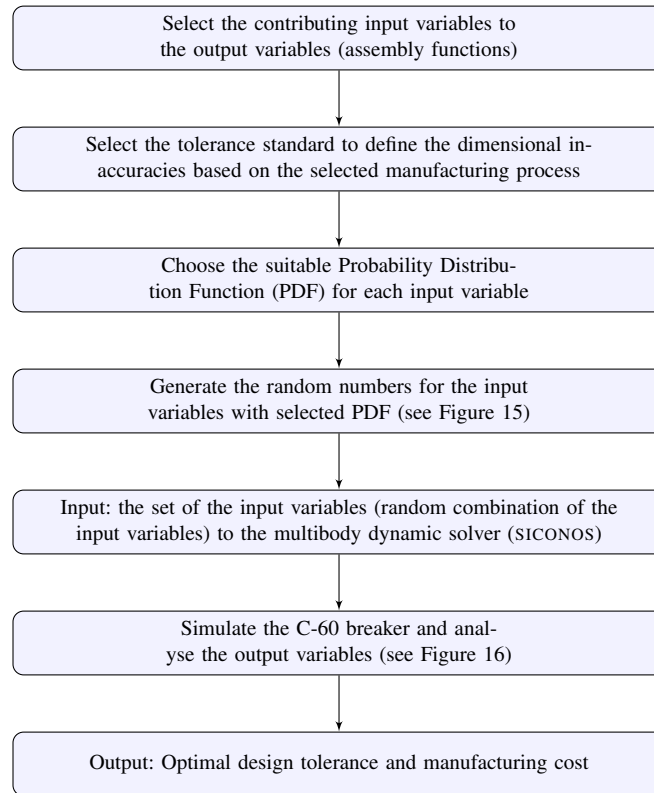 Select the contributing input variables to
the output variables (assembly functions)
Select the tolerance standard to define the dimensional in-
accuracies based on the selected manufacturing process
Choose the suitable Probability Distribu-
tion Function (PDF) for each input variable
Generate the random numbers for the input
variables with selected PDF (see Figure 15)
Input: the set of the input variables (random combination of the
input variables) to the multibody dynamic solver (SICONOS)
Simulate the C-60 breaker and anal-
yse the output variables (see Figure 16)
Output: Optimal design tolerance and manufacturing cost